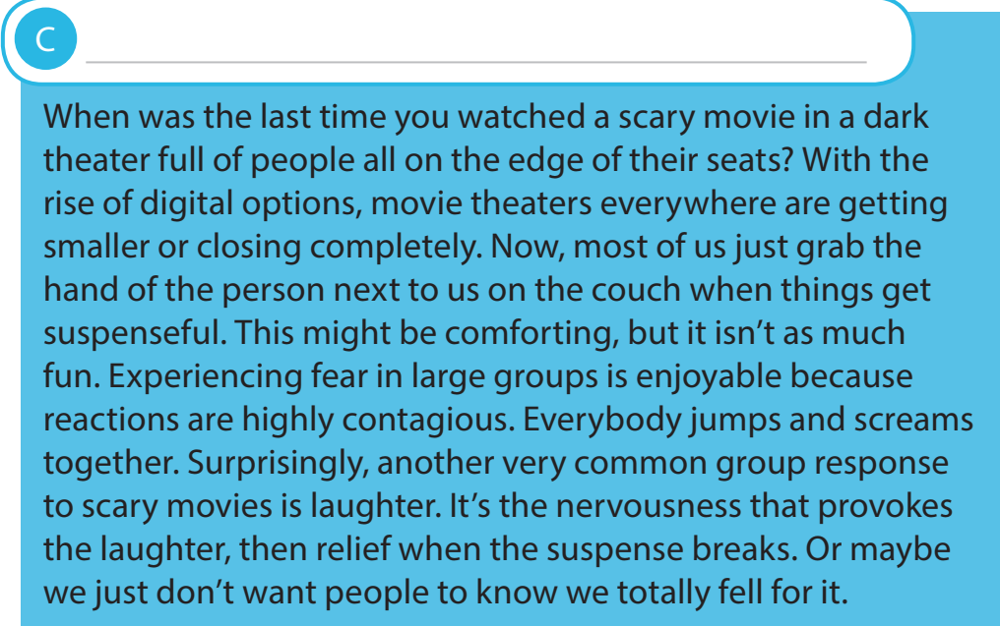 C
When was the last time you watched a scary movie in a dark
theater full of people all on the edge of their seats? With the
rise of digital options, movie theaters everywhere are getting
smaller or closing completely. Now, most of us just grab the
hand of the person next to us on the couch when things get
suspenseful. This might be comforting, but it isn’t as much
fun. Experiencing fear in large groups is enjoyable because
reactions are highly contagious. Everybody jumps and screams
together. Surprisingly, another very common group response
to scary movies is laughter. It’s the nervousness that provokes
the laughter, then relief when the suspense breaks. Or maybe
we just don’t want people to know we totally fell for it.